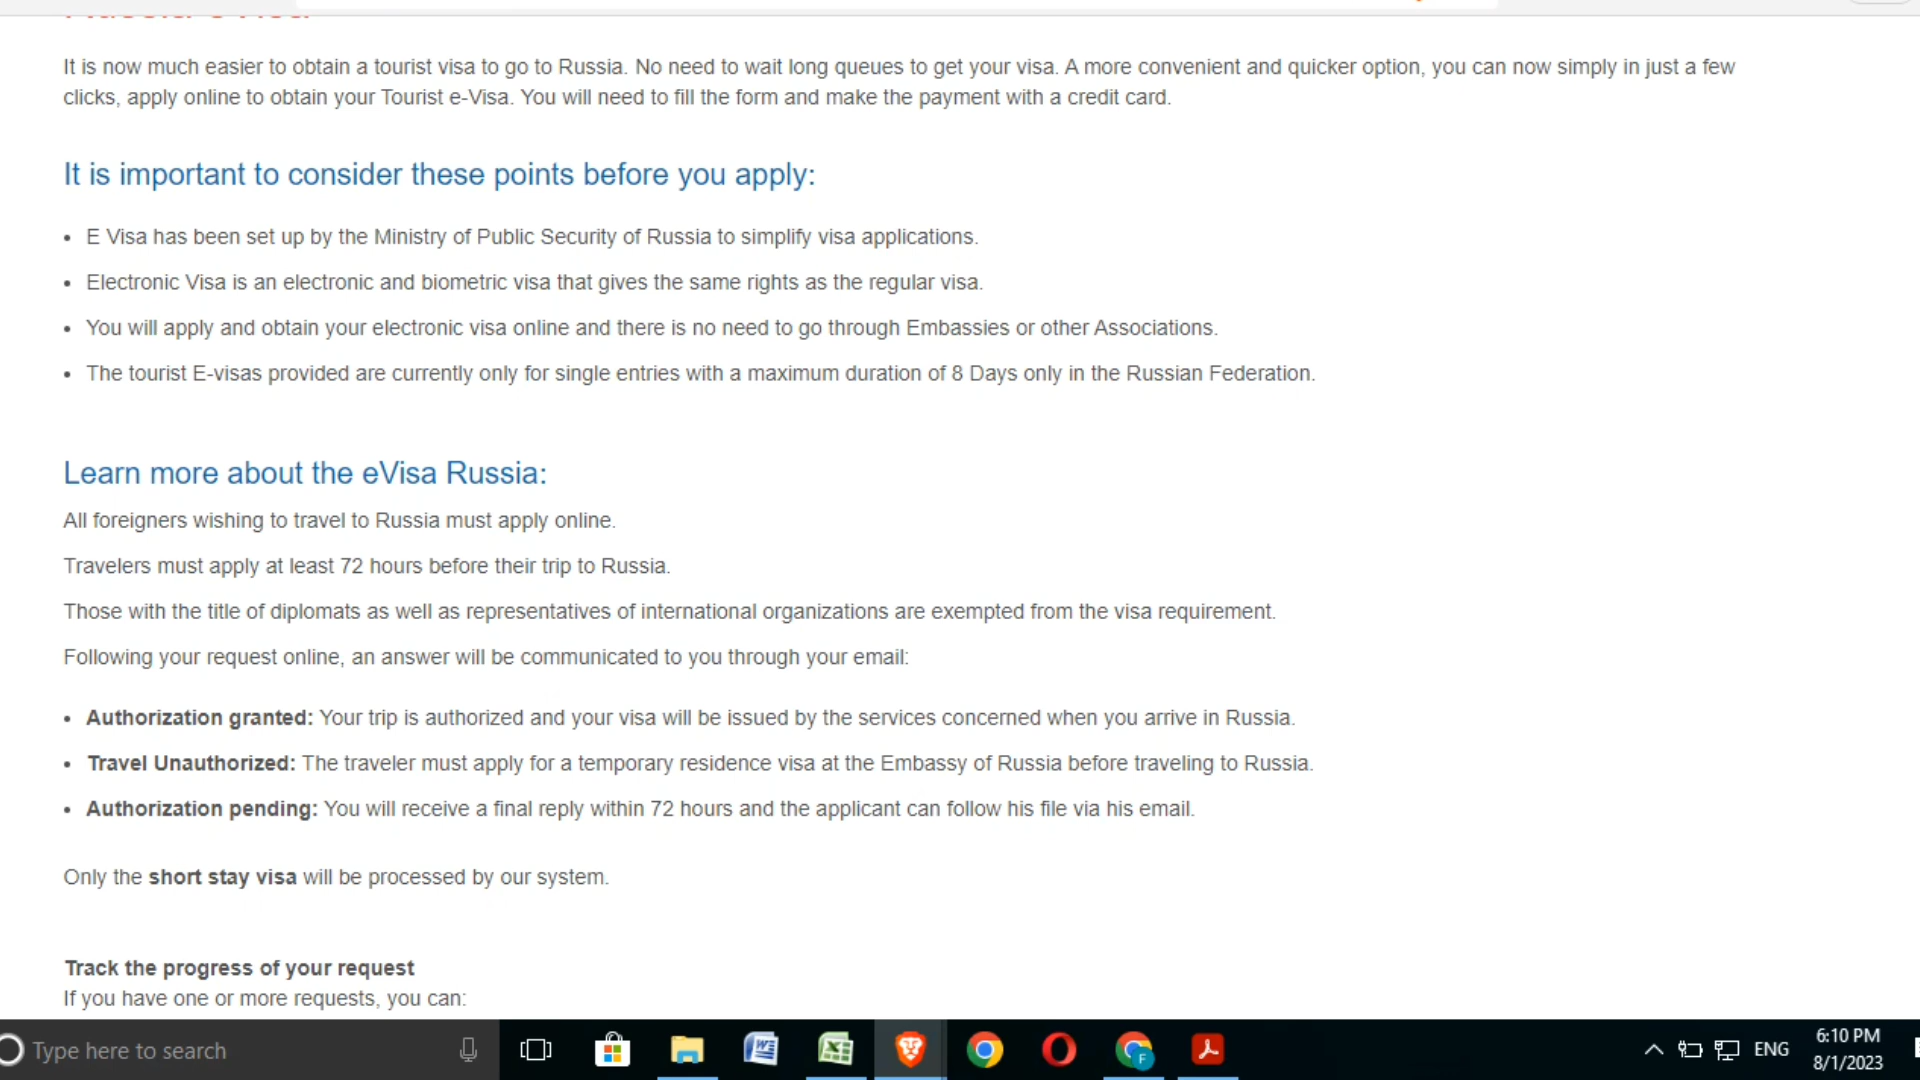 It is now much easier to obtain a tourist visa to go to Russia. No need to wait long queues to get your visa. A more convenient and quicker option, you can now simply in just a few
clicks, apply online to obtain your Tourist e-Visa. You will need to fill the form and make the payment with a credit card.
It is important to consider these points before you apply:
• E Visa has been set up by the Ministry of Public Security of Russia to simplify visa applications.
• Electronic Visa is an electronic and biometric visa that gives the same rights as the regular visa.
• You will apply and obtain your electronic visa online and there is no need to go through Embassies or other Associations.
• The tourist E-visas provided are currently only for single entries with a maximum duration of 8 Days only in the Russian Federation.
Learn more about the eVisa Russia:
All foreigners wishing to travel to Russia must apply online.
Travelers must apply at least 72 hours before their trip to Russia.
Those with the title of diplomats as well as representatives of international organizations are exempted from the visa requirement.
Following your request online, an answer will be communicated to you through your email:
• Authorization granted: Your trip is authorized and your visa will be issued by the services concerned when you arrive in Russia.
• Travel Unauthorized: The traveler must apply for a temporary residence visa at the Embassy of Russia before traveling to Russia.
• Authorization pending: You will receive a final reply within 72 hours and the applicant can follow his file via his email.
Only the short stay visa will be processed by our system.
Track the progress of your request
If you have one or more requests, you can:
Type here to search
F
ENG
6:10 PM
8/1/2023